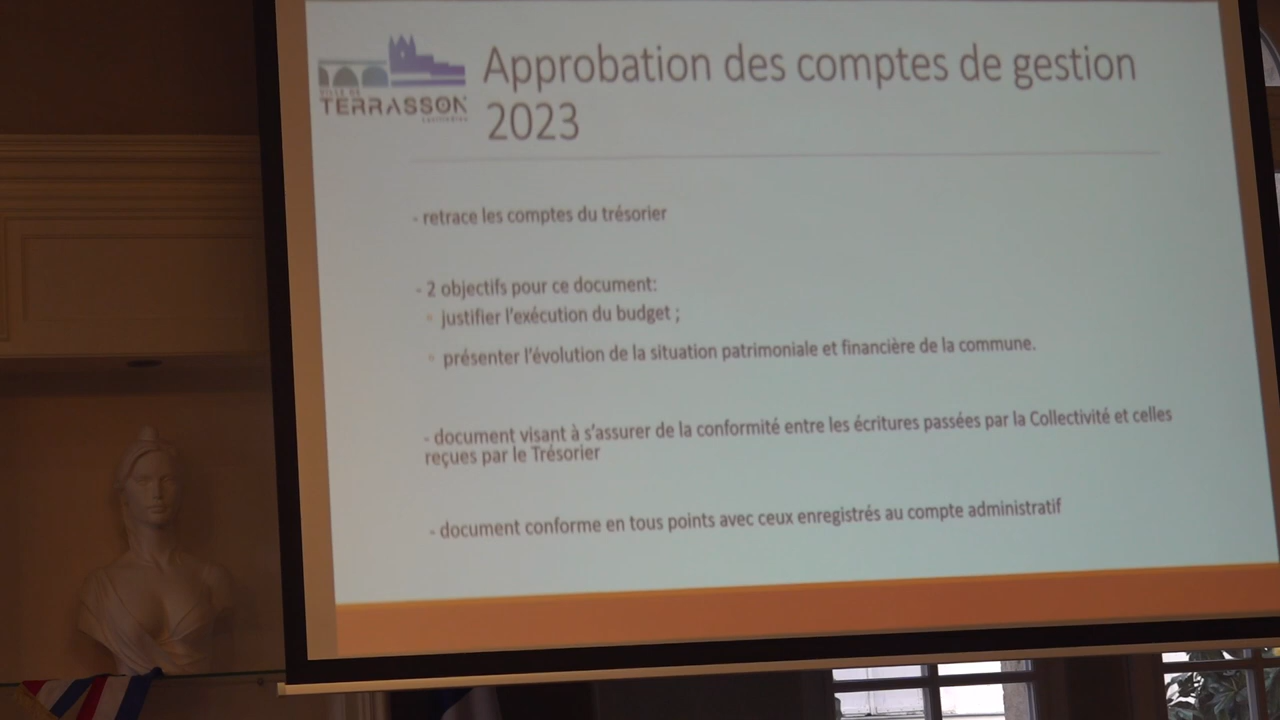 VILLE DE
TERRASSON
Lavilledieu
Approbation des comptes de gestion
2023
- retrace les comptes du trésorier
- 2 objectifs pour ce document:
◦ justifier l'exécution du budget ;
◦ présenter l'évolution de la situation patrimoniale et financière de la commune.
- document visant à s'assurer de la conformité entre les écritures passées par la Collectivité et celles
reçues par le Trésorier
- document conforme en tous points avec ceux enregistrés au compte administratif